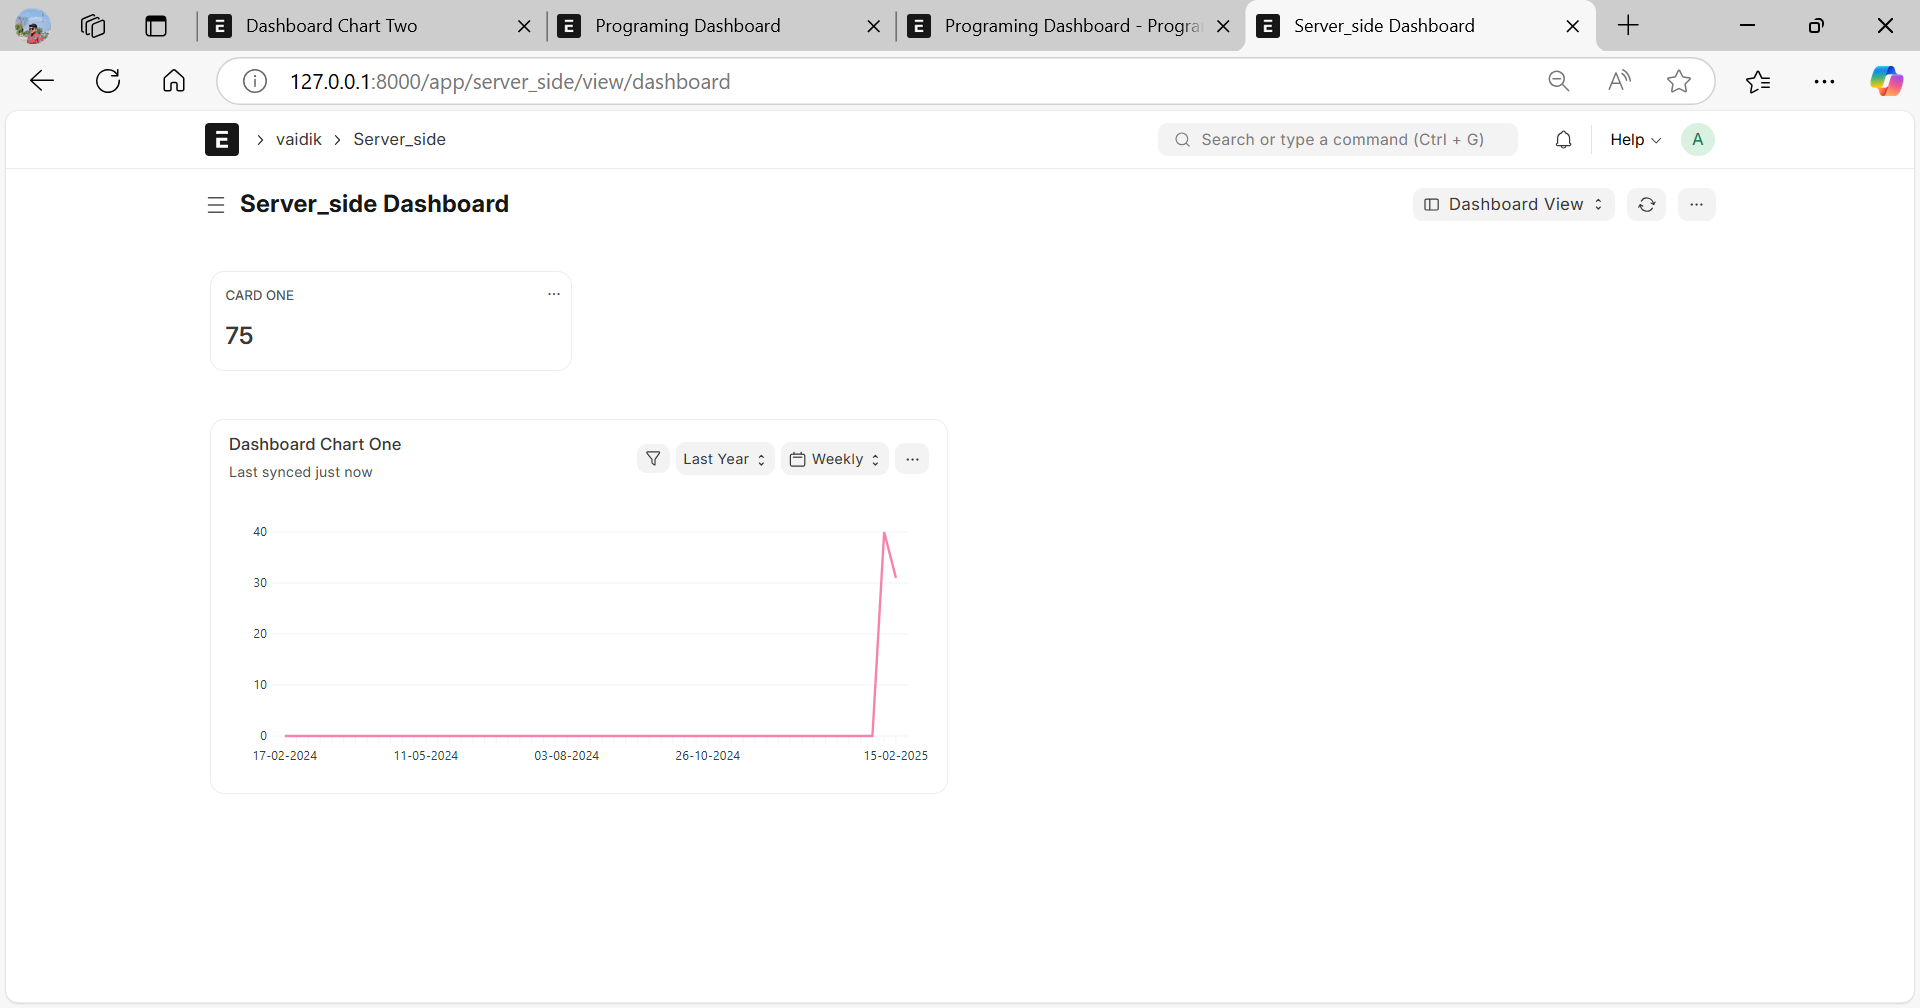 Dashboard Chart Two
Programing Dashboard
Programing Dashboard - Progra
Server_side Dashboard
127.0.0.1:8000/app/server_side/view/dashboard
E > vaidik > Server_side
Search or type a command (Ctrl + G)
Help
A
Server_side Dashboard
Dashboard View
CARD ONE
75
Dashboard Chart One
Last synced just now
Last Year
Weekly
40
30
20
10
0
17-02-2024 11-05-2024 03-08-2024 26-10-2024 15-02-2025